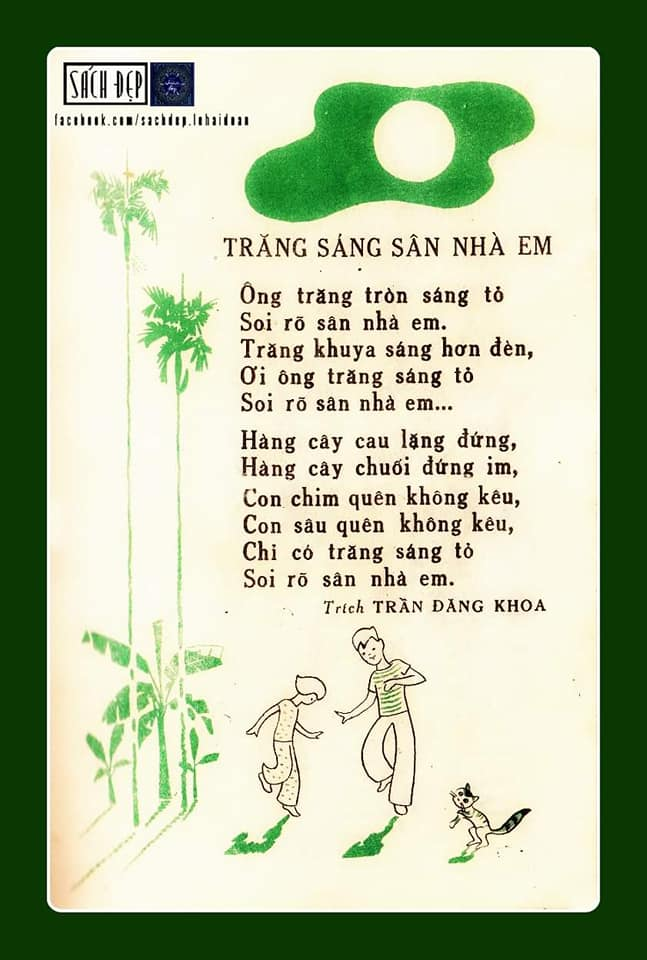 SÁCH ĐẸP
facebook.com/sachdep.lehaidoan
TRĂNG SÁNG SÂN NHÀ EM
Ông trăng tròn sáng tỏ
Soi rõ sân nhà em.
Trăng khuya sáng hơn đèn,
Ơi ông trăng sáng tỏ
Soi rõ sân nhà em...
Hàng cây cau lặng đứng,
Hàng cây chuối đứng im,
Con chim quên không kêu,
Con sâu quên không kêu,
Chỉ có trăng sáng tỏ
Soi rõ sân nhà em.
Trích TRẦN ĐĂNG KHOA